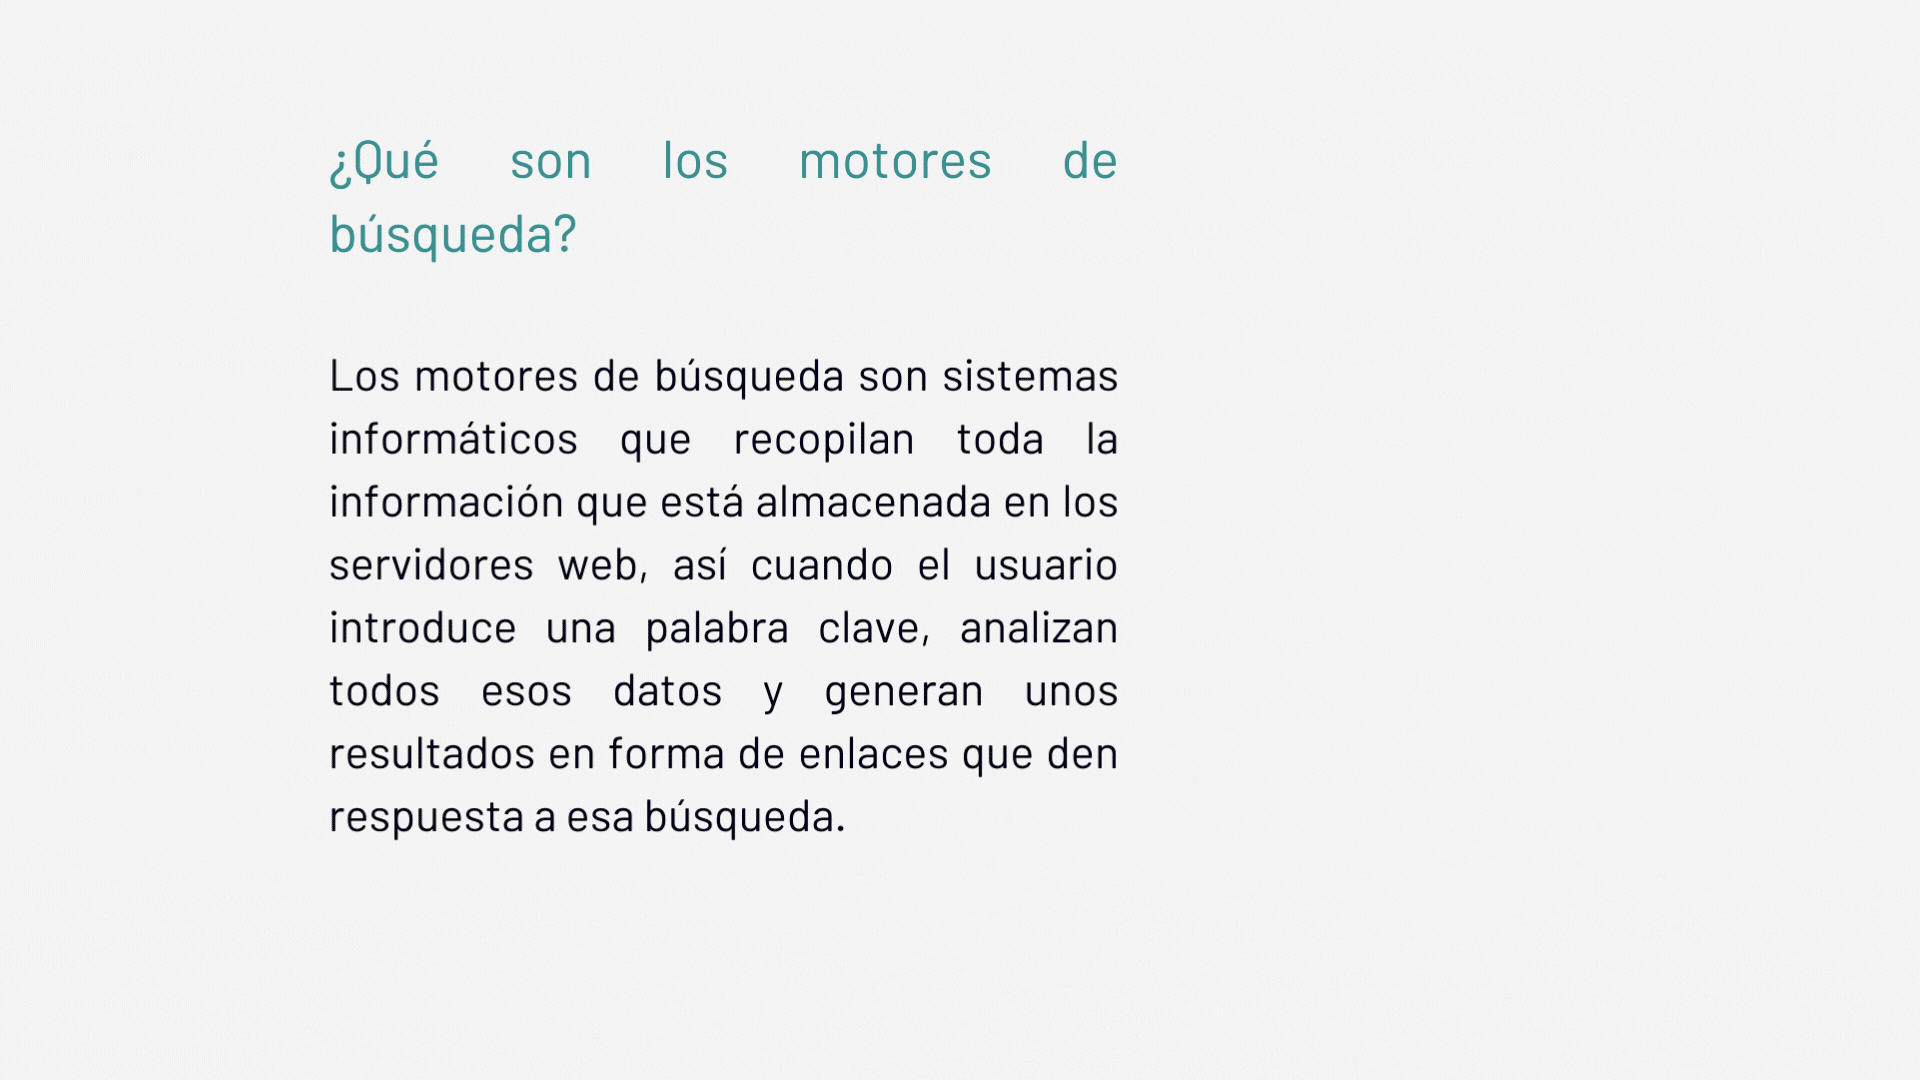 ¿Qué son los motores de
búsqueda?
Los motores de búsqueda son sistemas
informáticos que recopilan toda la
información que está almacenada en los
servidores web, así cuando el usuario
introduce una palabra clave, analizan
todos esos datos y generan unos
resultados en forma de enlaces que den
respuesta a esa búsqueda.